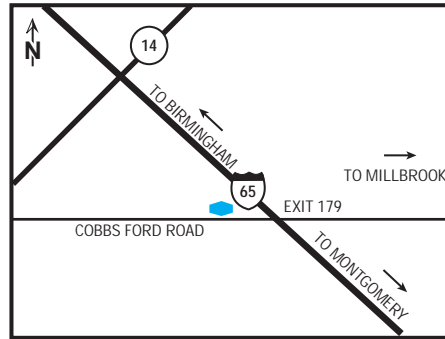 N
14
TO BIRMINGHAM
TO MILLBROOK
65
EXIT 179
COBBS FORD ROAD
TO MONTGOMERY